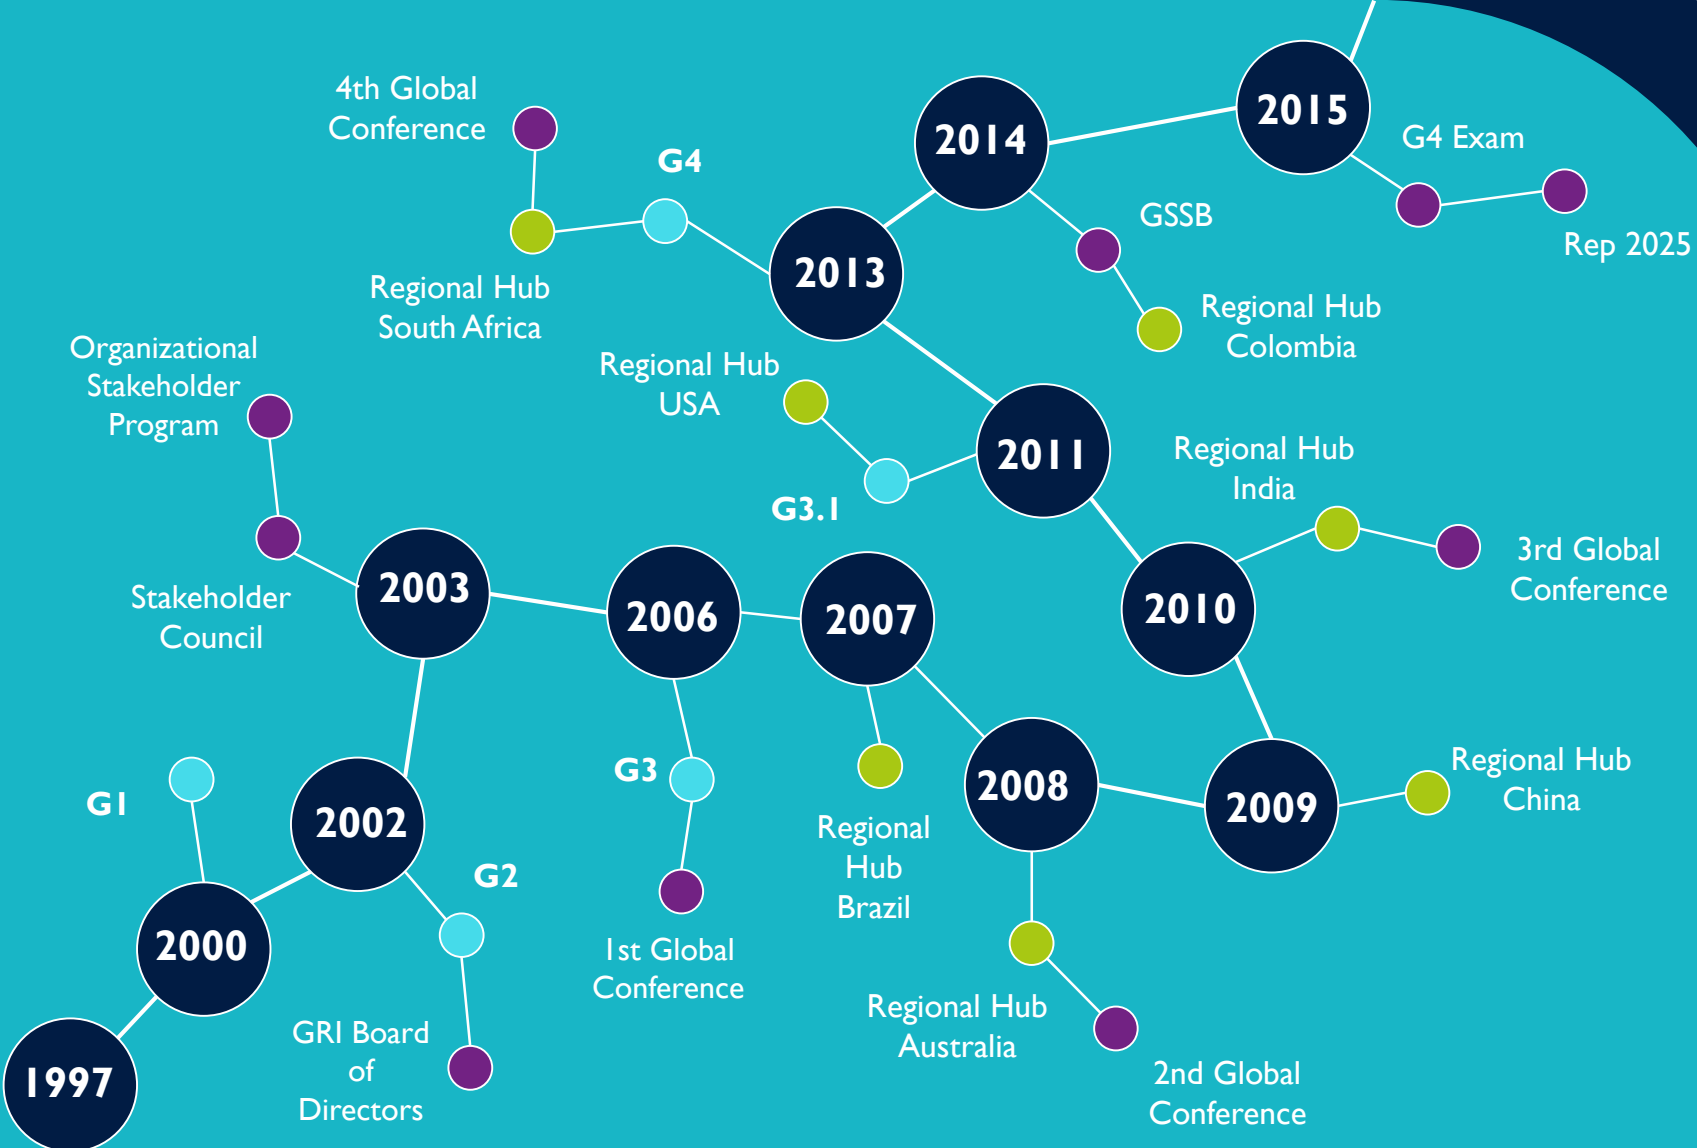 4th Global
Conference
G4
2014
2015
G4 Exam
GSSB
Rep 2025
2013
Regional Hub
South Africa
Regional Hub
Colombia
Organizational
Stakeholder
Program
Regional Hub
USA
2011
G3.1
Regional Hub
India
3rd Global
Conference
2003
Stakeholder
Council
2006
2007
2010
G1
2002
G3
2008
2009
Regional Hub
China
Regional
Hub
Brazil
G2
2000
1st Global
Conference
Regional Hub
Australia
GRI Board
of
Directors
1997
2nd Global
Conference